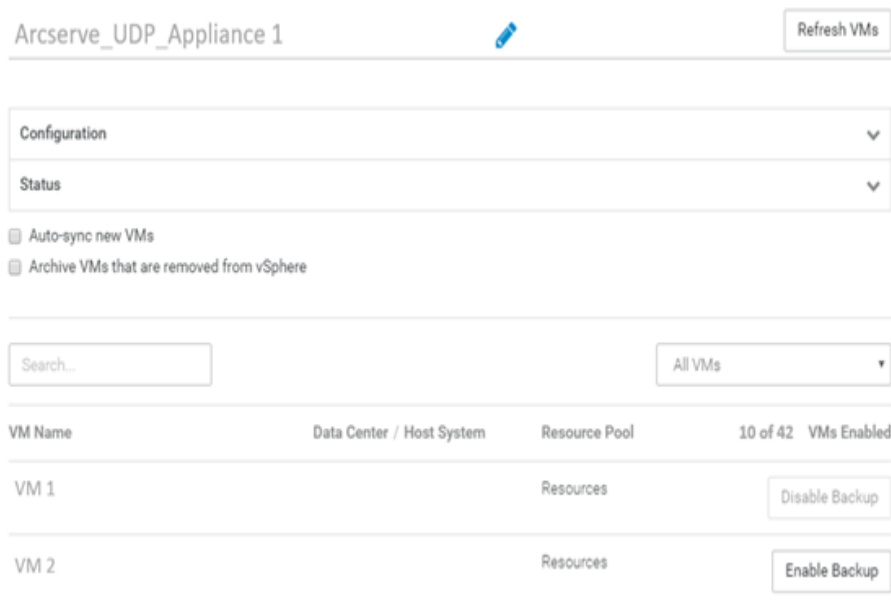 Arcserve_UDP_Appliance 1 Refresh VMs
Configuration
Status
Auto-sync new VMs
Archive VMs that are removed from vSphere
Search... All VMs
VM Name Data Center / Host System Resource Pool 10 of 42 VMs Enabled
VM 1 Resources Disable Backup
VM 2 Resources Enable Backup